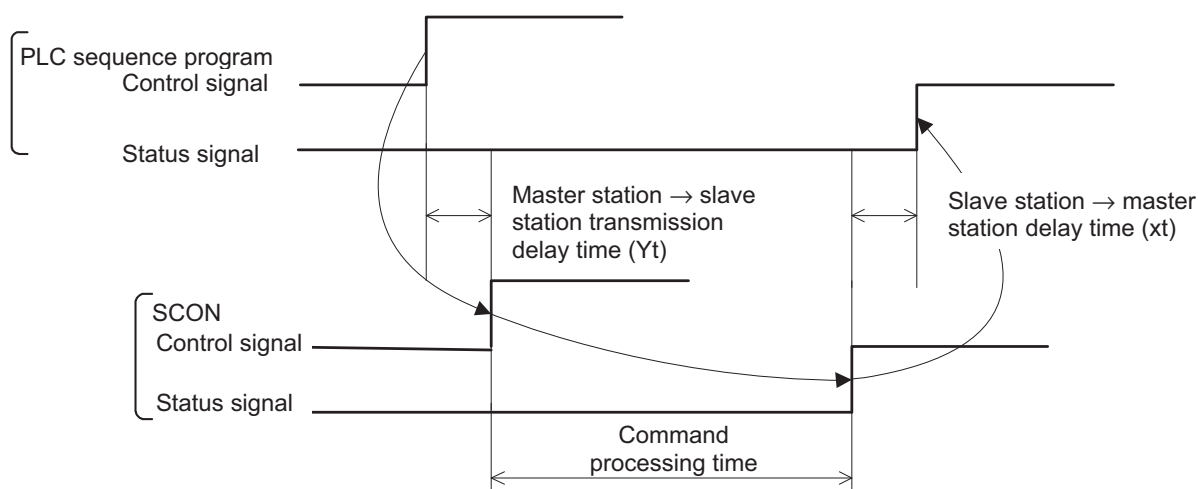 PLC sequence program
Control signal
Status signal
Master station → slave
station transmission
delay time (Yt)
Slave station → master
station delay time (xt)
SCON
Control signal
Status signal
Command
processing time